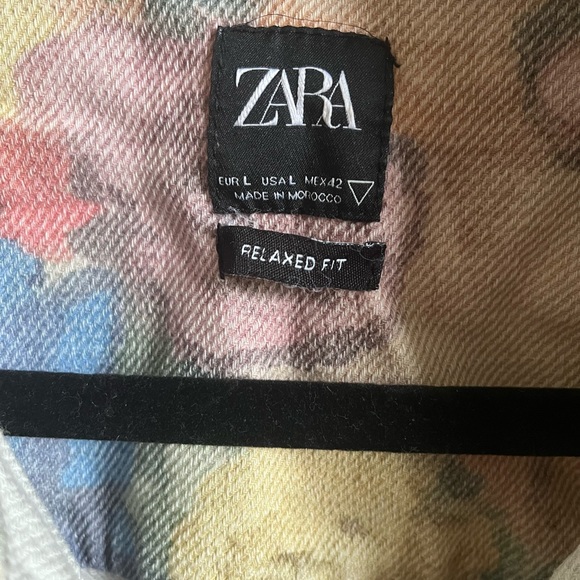 ZARA
EUR L USA L MEX 42
MADE IN MOROCCO
RELAXED FIT